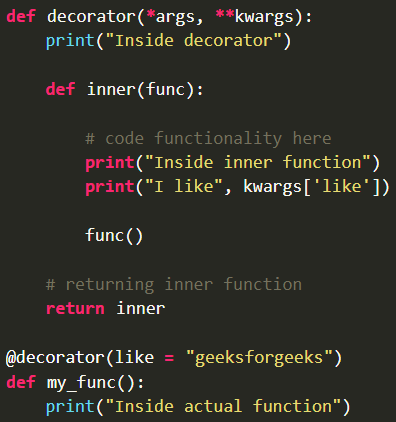 def decorator(*args, **kwargs):
    print("Inside decorator")
    def inner(func):
        # code functionality here
        print("Inside inner function")
        print("I like", kwargs['like'])
        func()
    # returning inner function
    return inner
@decorator(like = "geeksforgeeks")
def my_func():
    print("Inside actual function")